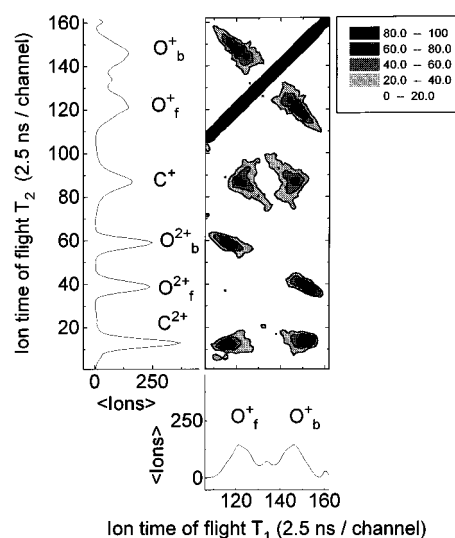 160
140
120
100
80
60
40
20
Ion time of flight T2 (2.5 ns / channel)
O+b
O+f
C+
O2+b
O2+f
C2+
0 250
<Ions>
80.0 – 100
60.0 – 80.0
40.0 – 60.0
20.0 – 40.0
0 – 20.0
<Ions>
250
0
O+f O+b
120 140 160
Ion time of flight T1 (2.5 ns / channel)